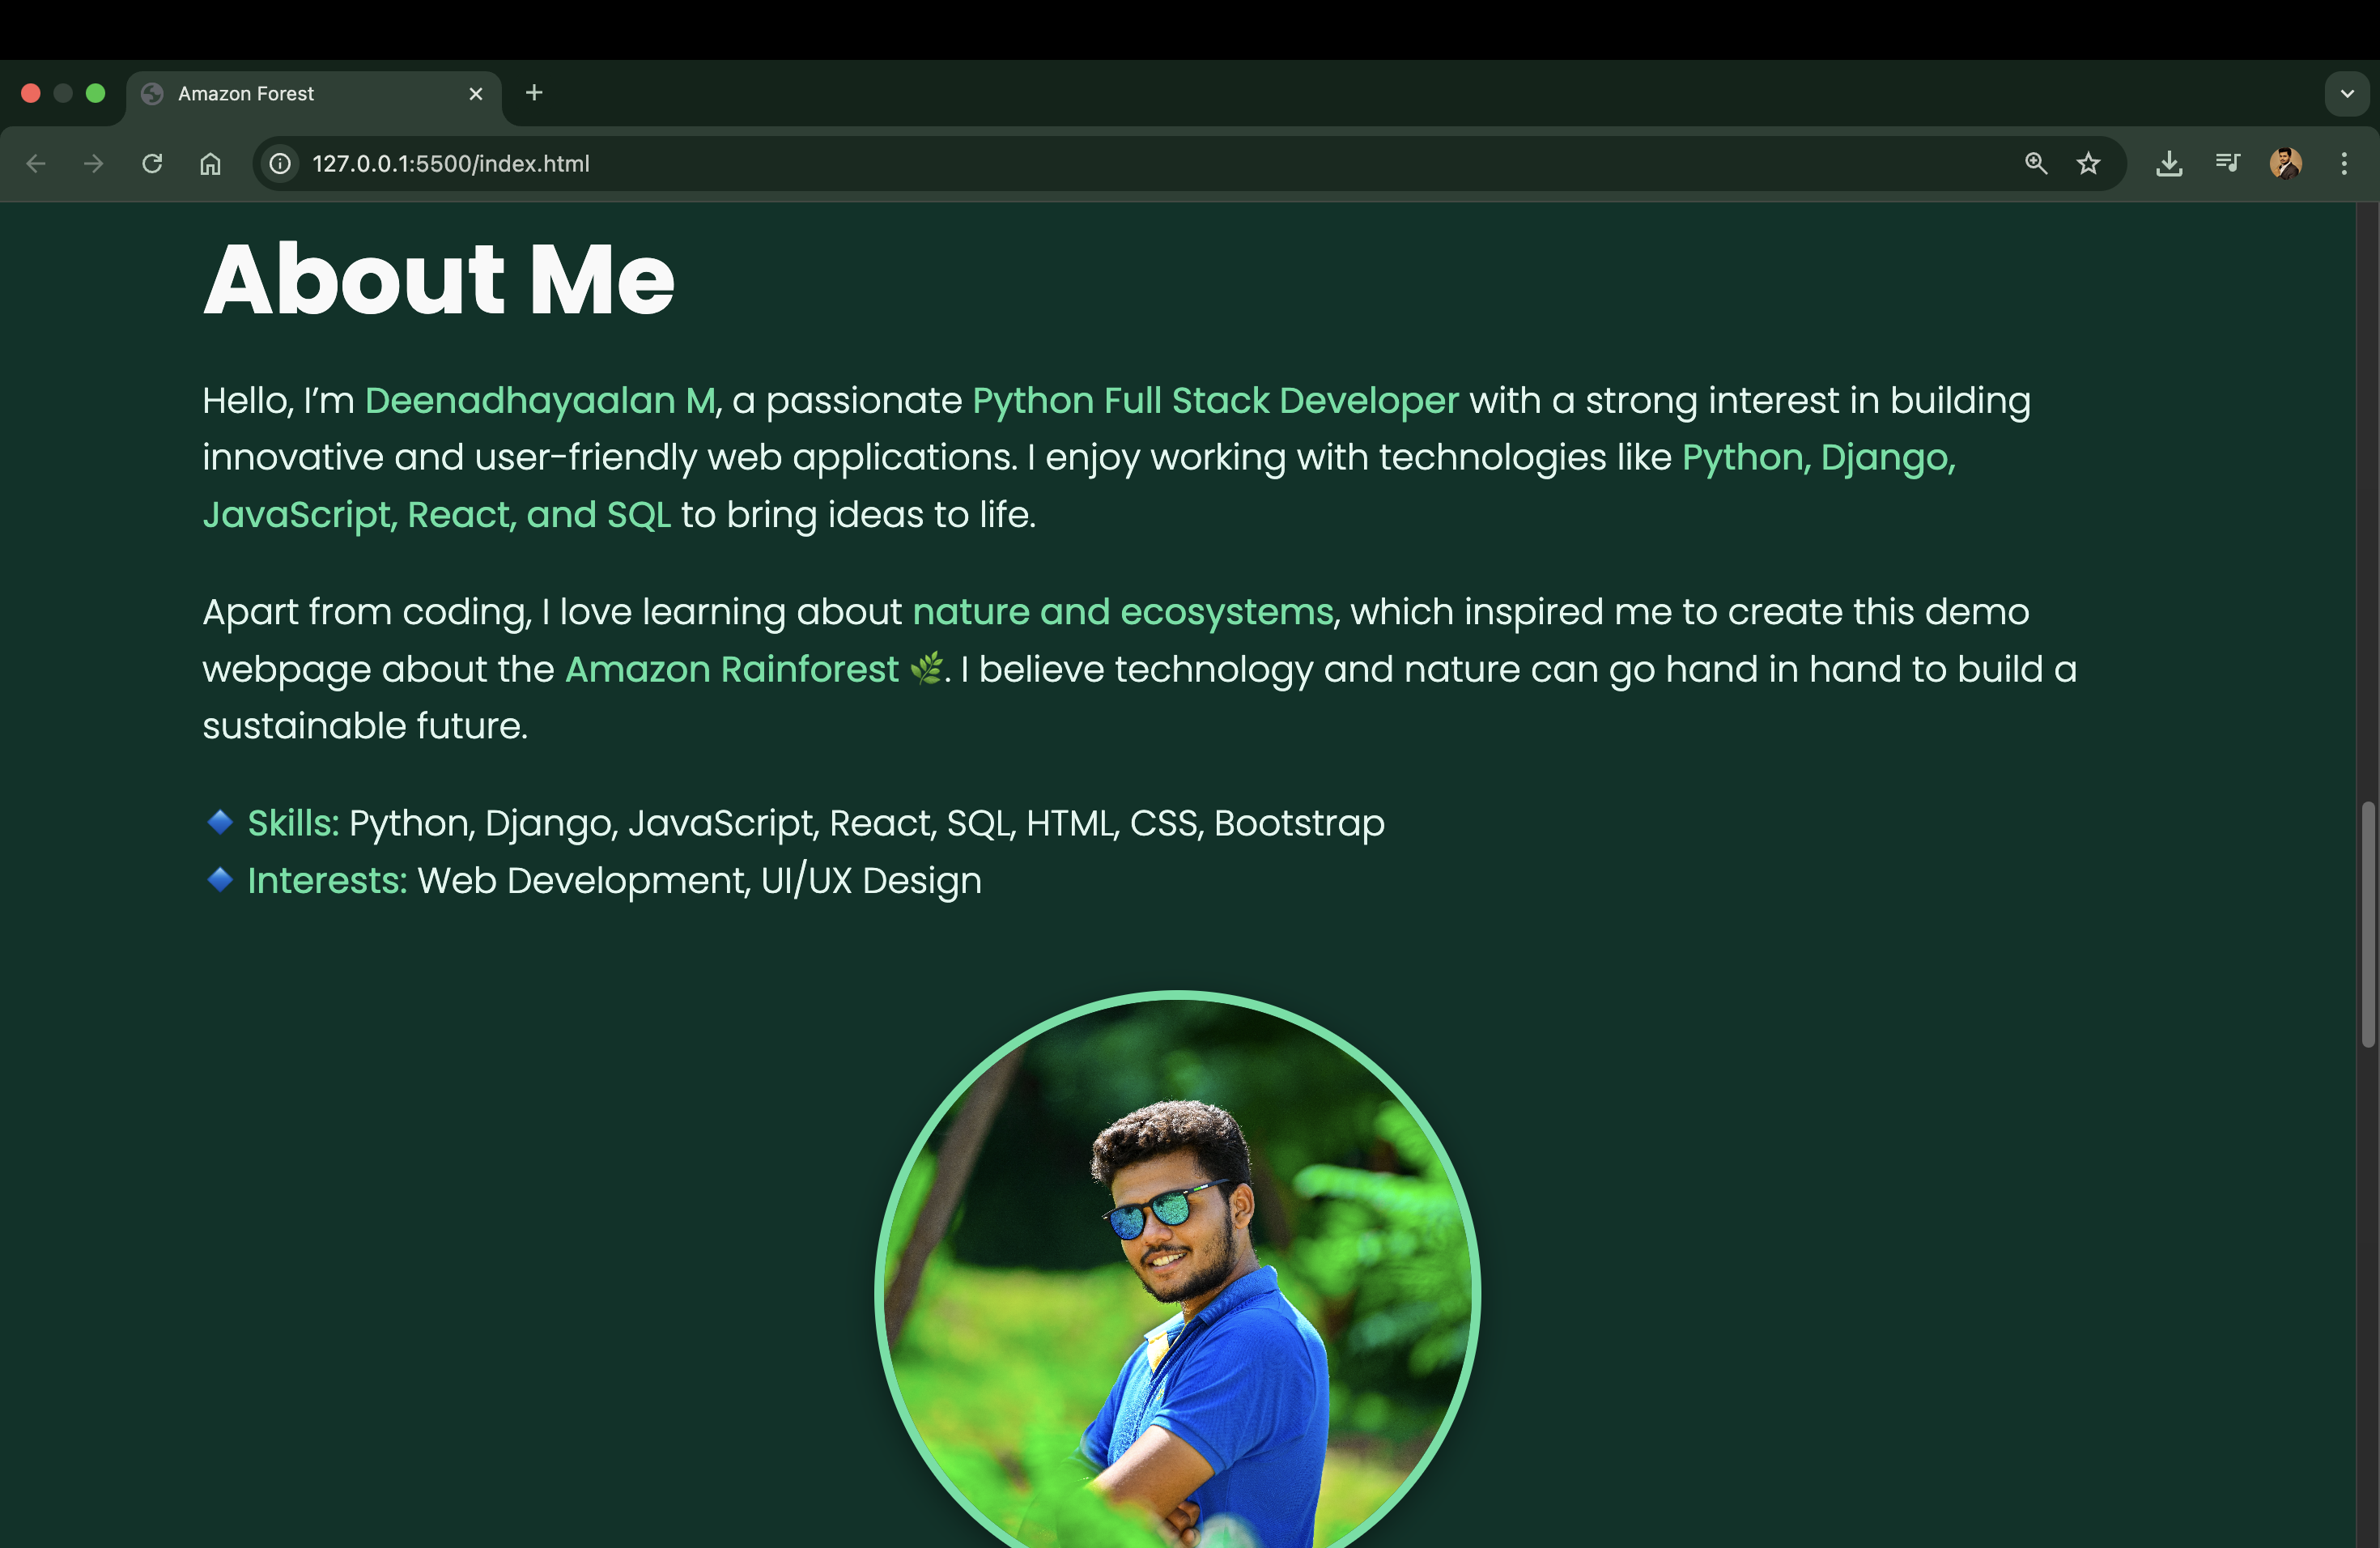 Amazon Forest
127.0.0.1:5500/index.html
About Me
Hello, I’m Deenadhayaalan M, a passionate Python Full Stack Developer with a strong interest in building
innovative and user-friendly web applications. I enjoy working with technologies like Python, Django,
JavaScript, React, and SQL to bring ideas to life.
Apart from coding, I love learning about nature and ecosystems, which inspired me to create this demo
webpage about the Amazon Rainforest 🌿. I believe technology and nature can go hand in hand to build a
sustainable future.
🔹 Skills: Python, Django, JavaScript, React, SQL, HTML, CSS, Bootstrap
🔹 Interests: Web Development, UI/UX Design